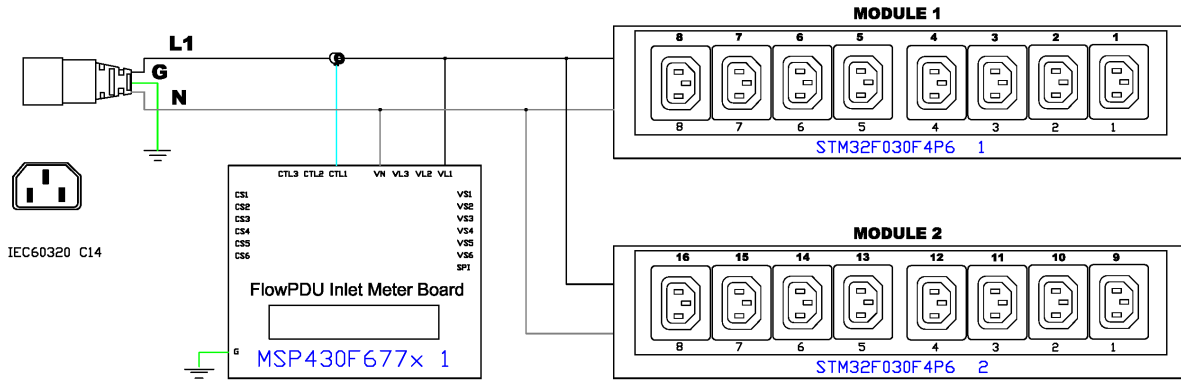 MODULE 1
L1
G
N
8 7 6 5 4 3 2 1
8 7 6 5 4 3 2 1
STM32F030F4P6 1
CTL3 CTL2 CTL1 VN VL3 VL2 VL1
CS1 VS1
CS2 VS2
CS3 VS3
CS4 VS4
CS5 VS5
CS6 VS6
SPI
IEC60320 C14
FlowPDU Inlet Meter Board
G
MSP430F677x 1
MODULE 2
16 15 14 13 12 11 10 9
8 7 6 5 4 3 2 1
STM32F030F4P6 2